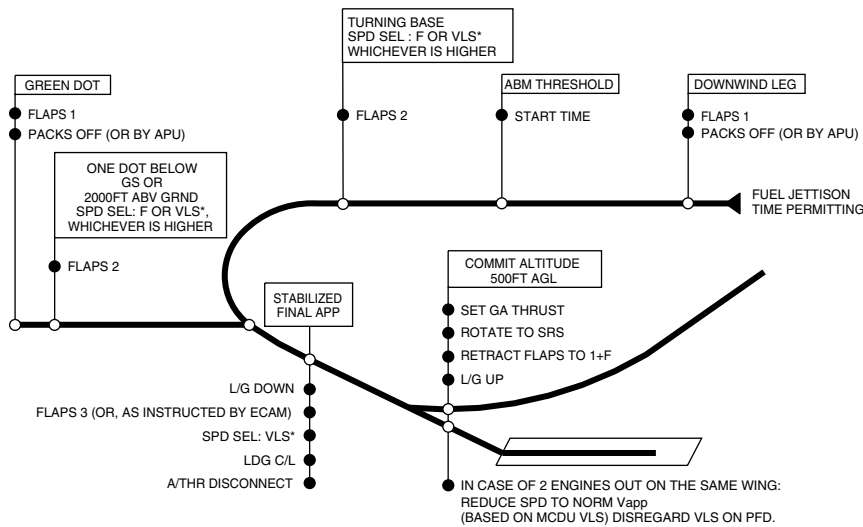 TURNING BASE
SPD SEL : F OR VLS*
WHICHEVER IS HIGHER
GREEN DOT
ABM THRESHOLD
DOWNWIND LEG
FLAPS 1
PACKS OFF (OR BY APU)
FLAPS 2
START TIME
FLAPS 1
PACKS OFF (OR BY APU)
ONE DOT BELOW
GS OR
2000FT ABV GRND
SPD SEL: F OR VLS*,
WHICHEVER IS HIGHER
FUEL JETTISON
TIME PERMITTING
FLAPS 2
COMMIT ALTITUDE
500FT AGL
STABILIZED
FINAL APP
SET GA THRUST
ROTATE TO SRS
RETRACT FLAPS TO 1+F
L/G UP
L/G DOWN
FLAPS 3 (OR, AS INSTRUCTED BY ECAM)
SPD SEL: VLS*
LDG C/L
A/THR DISCONNECT
IN CASE OF 2 ENGINES OUT ON THE SAME WING:
REDUCE SPD TO NORM Vapp
(BASED ON MCDU VLS) DISREGARD VLS ON PFD.